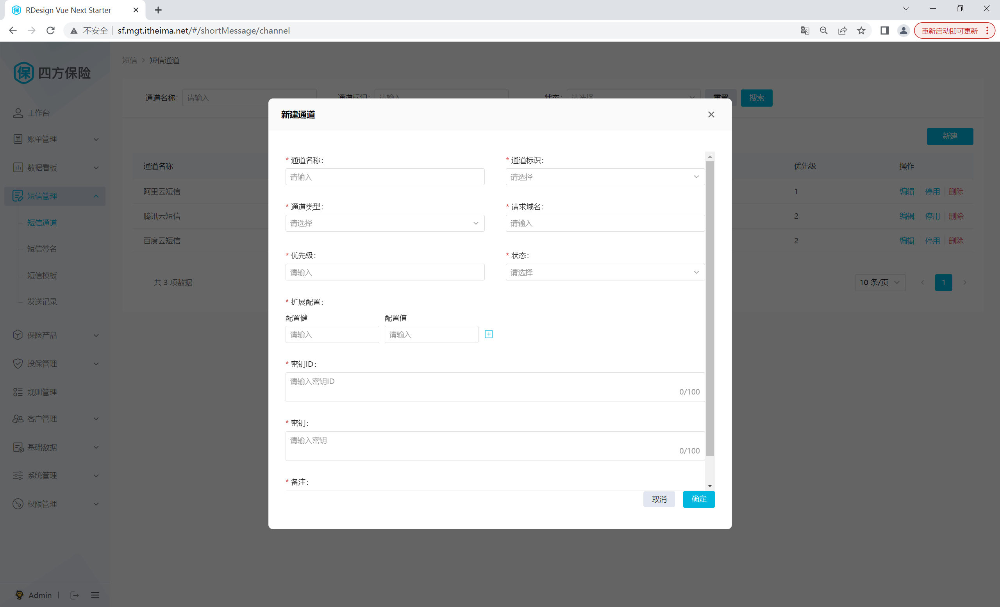 RDesign Vue Next Starter
不安全 sf.mgt.itheima.net/#/shortMessage/channel 重新启动即可更新
保 四方保险
工作台
账单管理
数据看板
短信管理
短信通道
短信签名
短信模板
发送记录
保险产品
投保管理
规则管理
客户管理
基础数据
系统管理
权限管理
Admin
短信 > 短信通道
通道名称: 请输入 通道标识: 请输入 状态: 请选择 重置 搜索
新建
通道名称 优先级 操作
阿里云短信 1 编辑 停用 删除
腾讯云短信 2 编辑 停用 删除
百度云短信 2 编辑 停用 删除
共 3 项数据 10 条/页 1
新建通道
* 通道名称: * 通道标识:
请输入 请选择
* 通道类型: * 请求域名:
请选择 请输入
* 优先级: * 状态:
请输入 请选择
* 扩展配置:
配置健 配置值
请输入 请输入
* 密钥ID:
请输入密钥ID
0/100
* 密钥:
请输入密钥
0/100
* 备注:
取消 确定